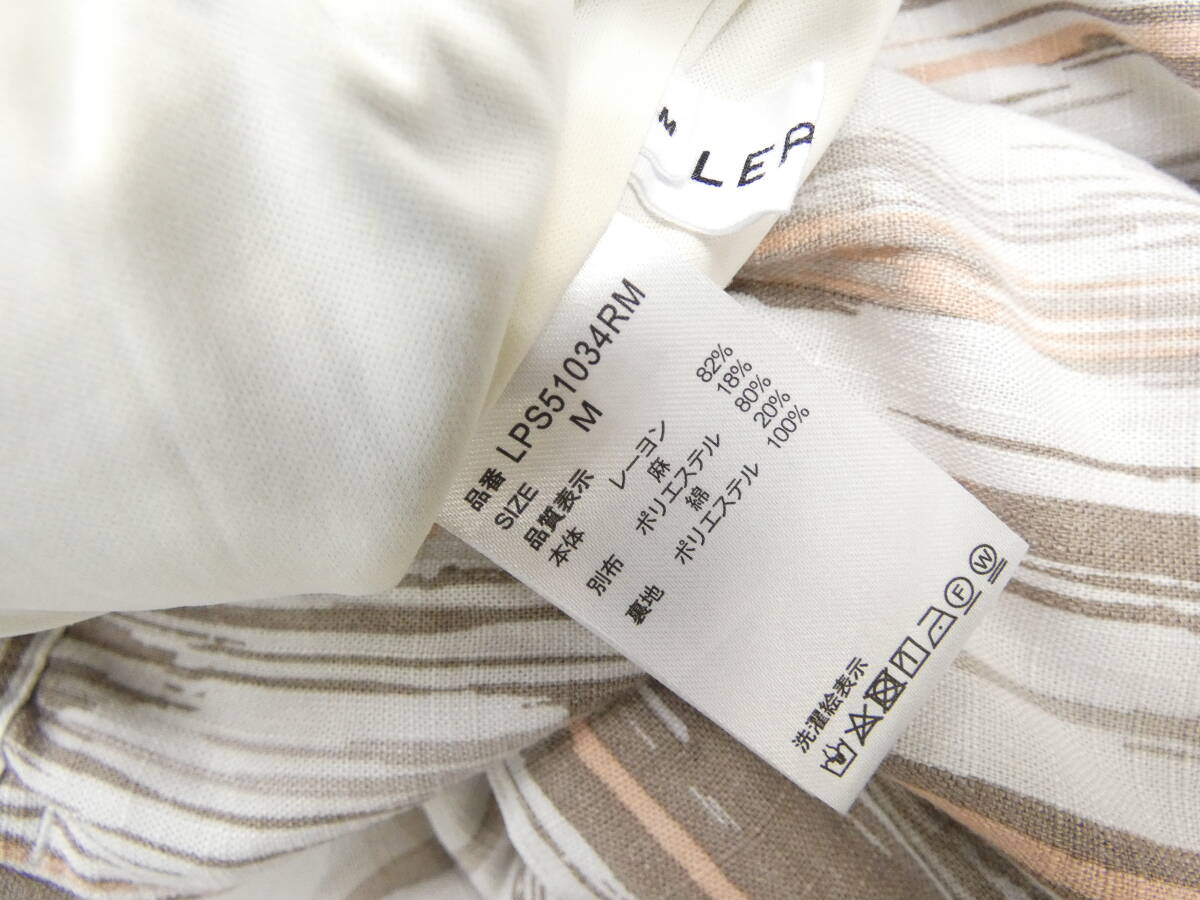 M
LEP
品番 LPS51034RM
SIZE M
品質表示
本体 レーヨン 82%
麻 18%
別布 ポリエステル 80%
綿 20%
裏地 ポリエステル 100%
洗濯絵表示
F W